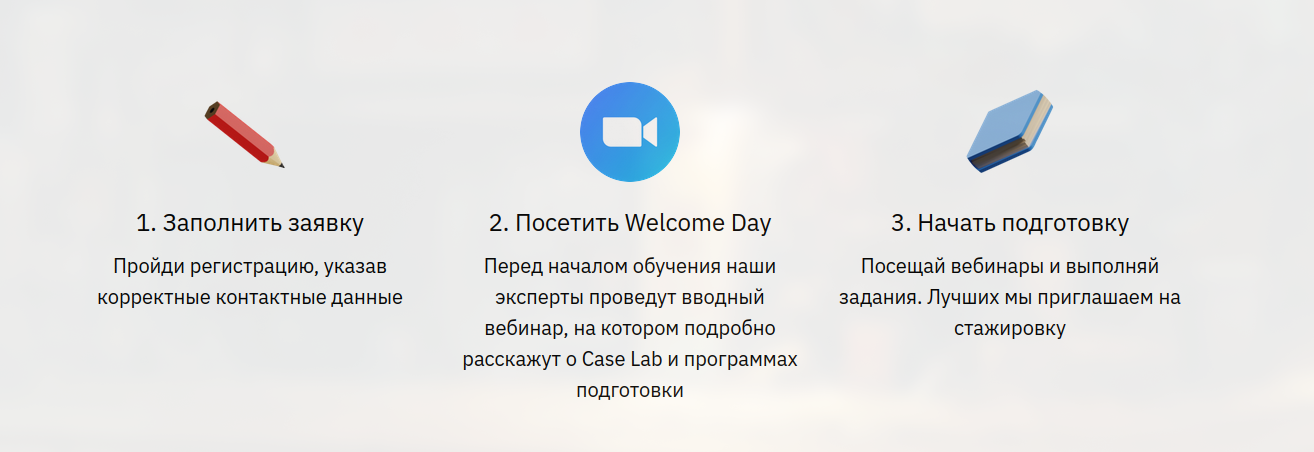 1. Заполнить заявку
Пройди регистрацию, указав
корректные контактные данные
2. Посетить Welcome Day
Перед началом обучения наши
эксперты проведут вводный
вебинар, на котором подробно
расскажут о Case Lab и программах
подготовки
3. Начать подготовку
Посещай вебинары и выполняй
задания. Лучших мы приглашаем на
стажировку